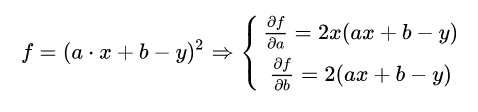 f = (a · x + b − y)² ⇒ { ∂f/∂a = 2x(ax + b − y)
∂f/∂b = 2(ax + b − y)